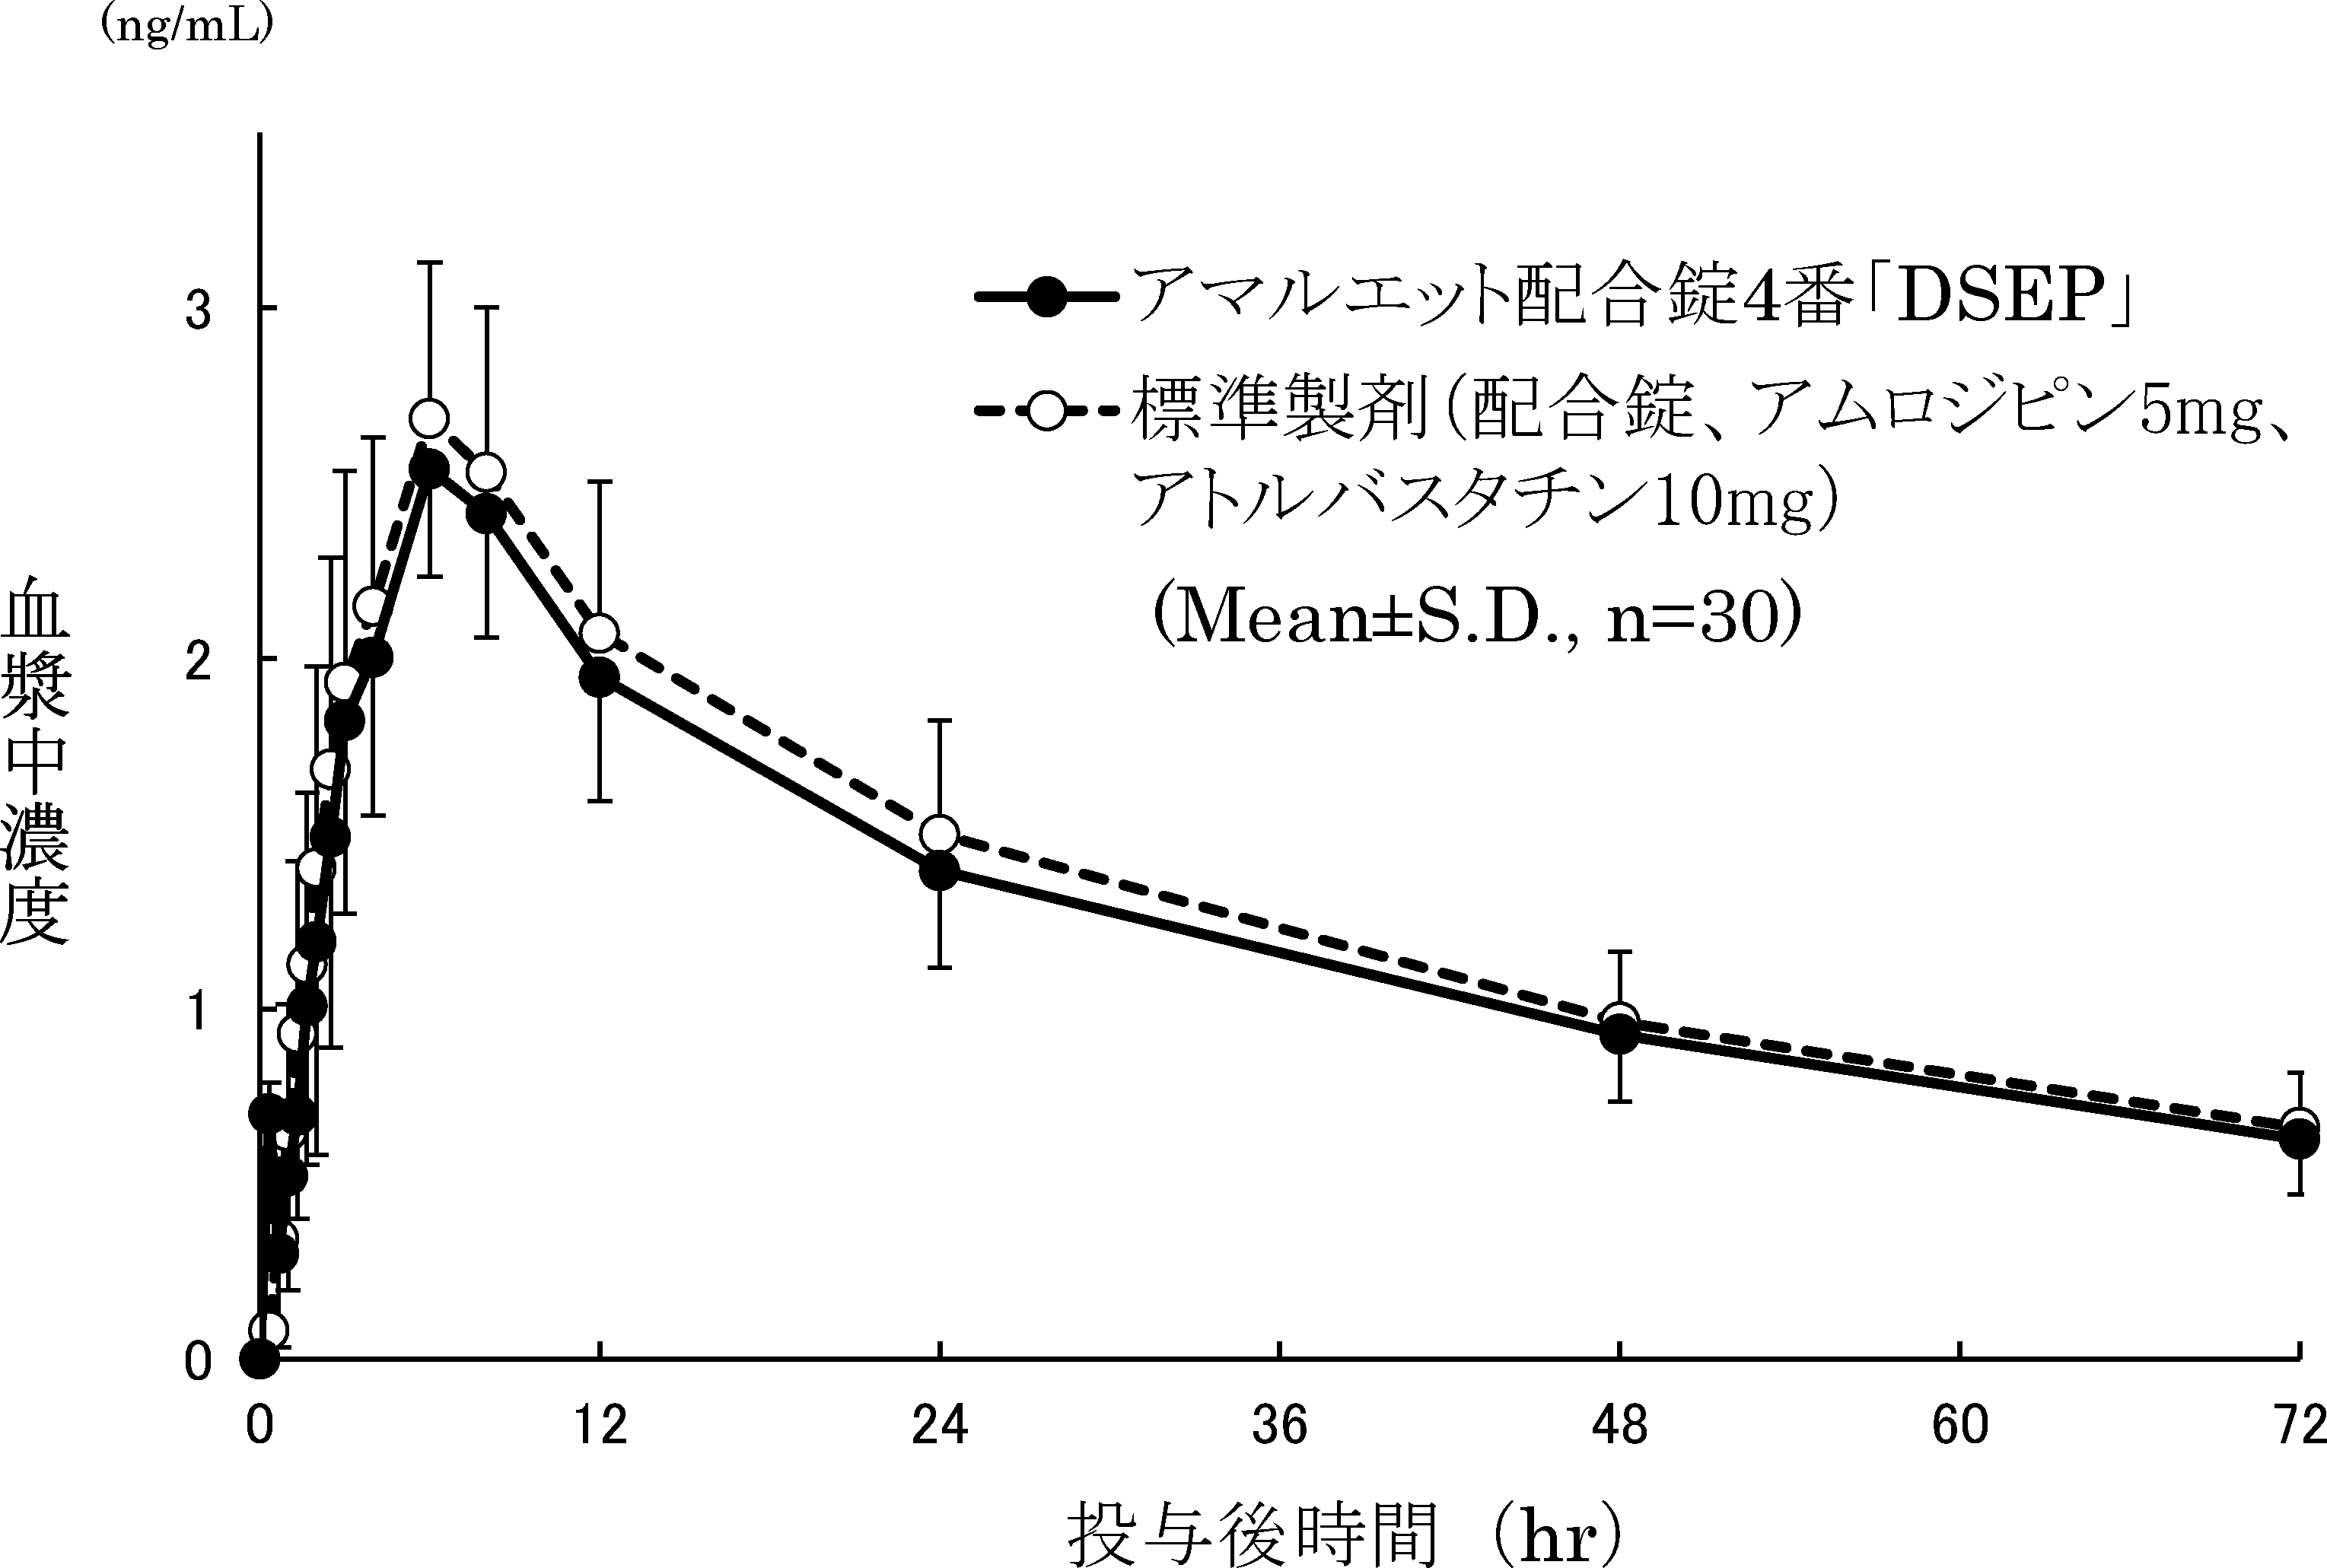 (ng/mL)
3
2
1
0
血漿中濃度
アマルエット配合錠4番「DSEP」
標準製剤(配合錠、アムロジピン5mg、
アトルバスタチン10mg)
(Mean±S.D., n=30)
0 12 24 36 48 60 72
投与後時間 (hr)